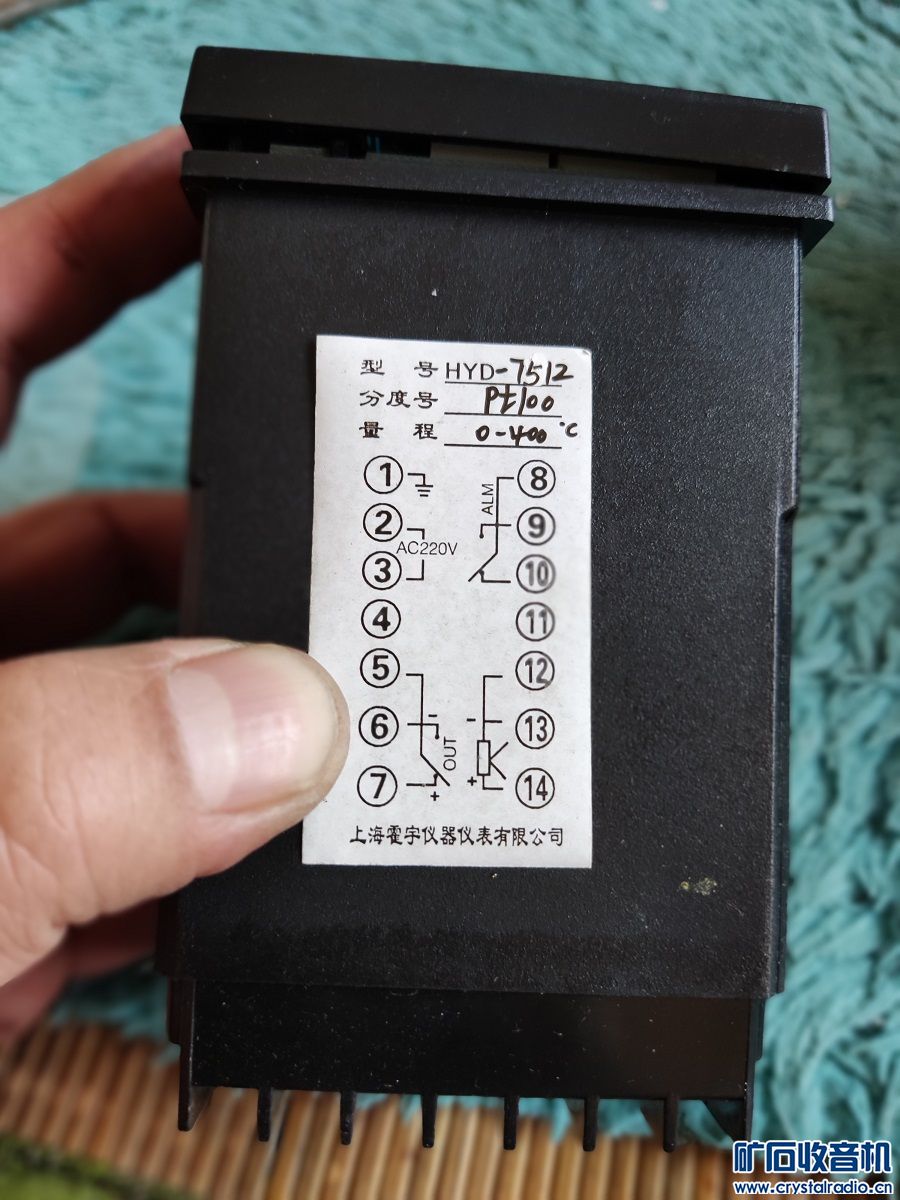 型 号 HYD-7512
分度号 Pt100
量 程 0-400 ℃
① ⑧
ALM
② ⑨
AC220V
③ ⑩
④ ⑪
⑤ ⑫
⑥ - - ⑬
OUT
⑦ + + ⑭
上海霍宇仪器仪表有限公司
矿石收音机
www.crystalradio.cn